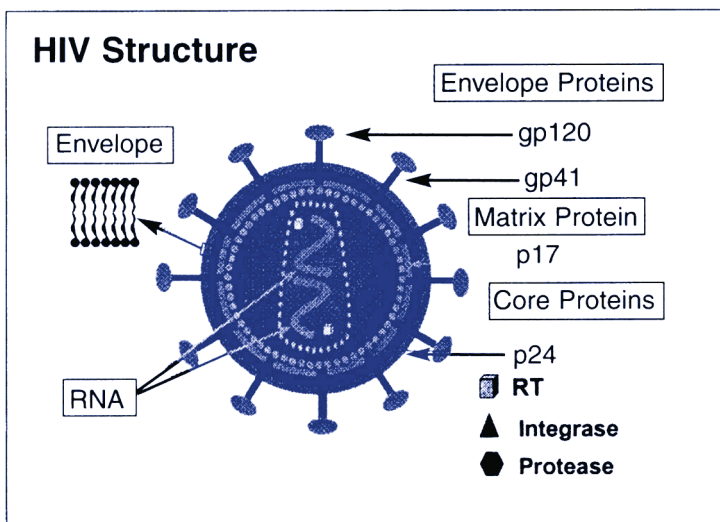 HIV Structure
Envelope Proteins
gp120
Envelope
gp41
Matrix Protein
p17
Core Proteins
p24
RNA
RT
Integrase
Protease